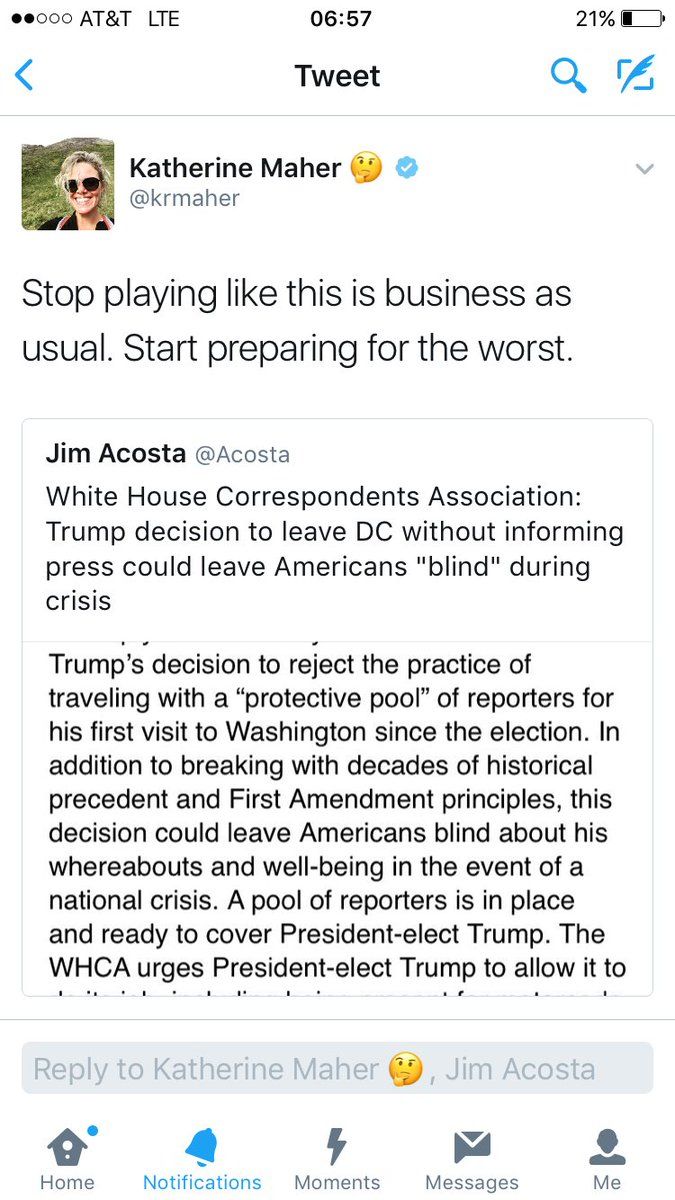 AT&T LTE 06:57 21%
Tweet
Katherine Maher 🤔
@krmaher
Stop playing like this is business as
usual. Start preparing for the worst.
Jim Acosta @Acosta
White House Correspondents Association:
Trump decision to leave DC without informing
press could leave Americans "blind" during
crisis
Trump's decision to reject the practice of
traveling with a “protective pool” of reporters for
his first visit to Washington since the election. In
addition to breaking with decades of historical
precedent and First Amendment principles, this
decision could leave Americans blind about his
whereabouts and well-being in the event of a
national crisis. A pool of reporters is in place
and ready to cover President-elect Trump. The
WHCA urges President-elect Trump to allow it to
Reply to Katherine Maher 🤔, Jim Acosta
Home Notifications Moments Messages Me